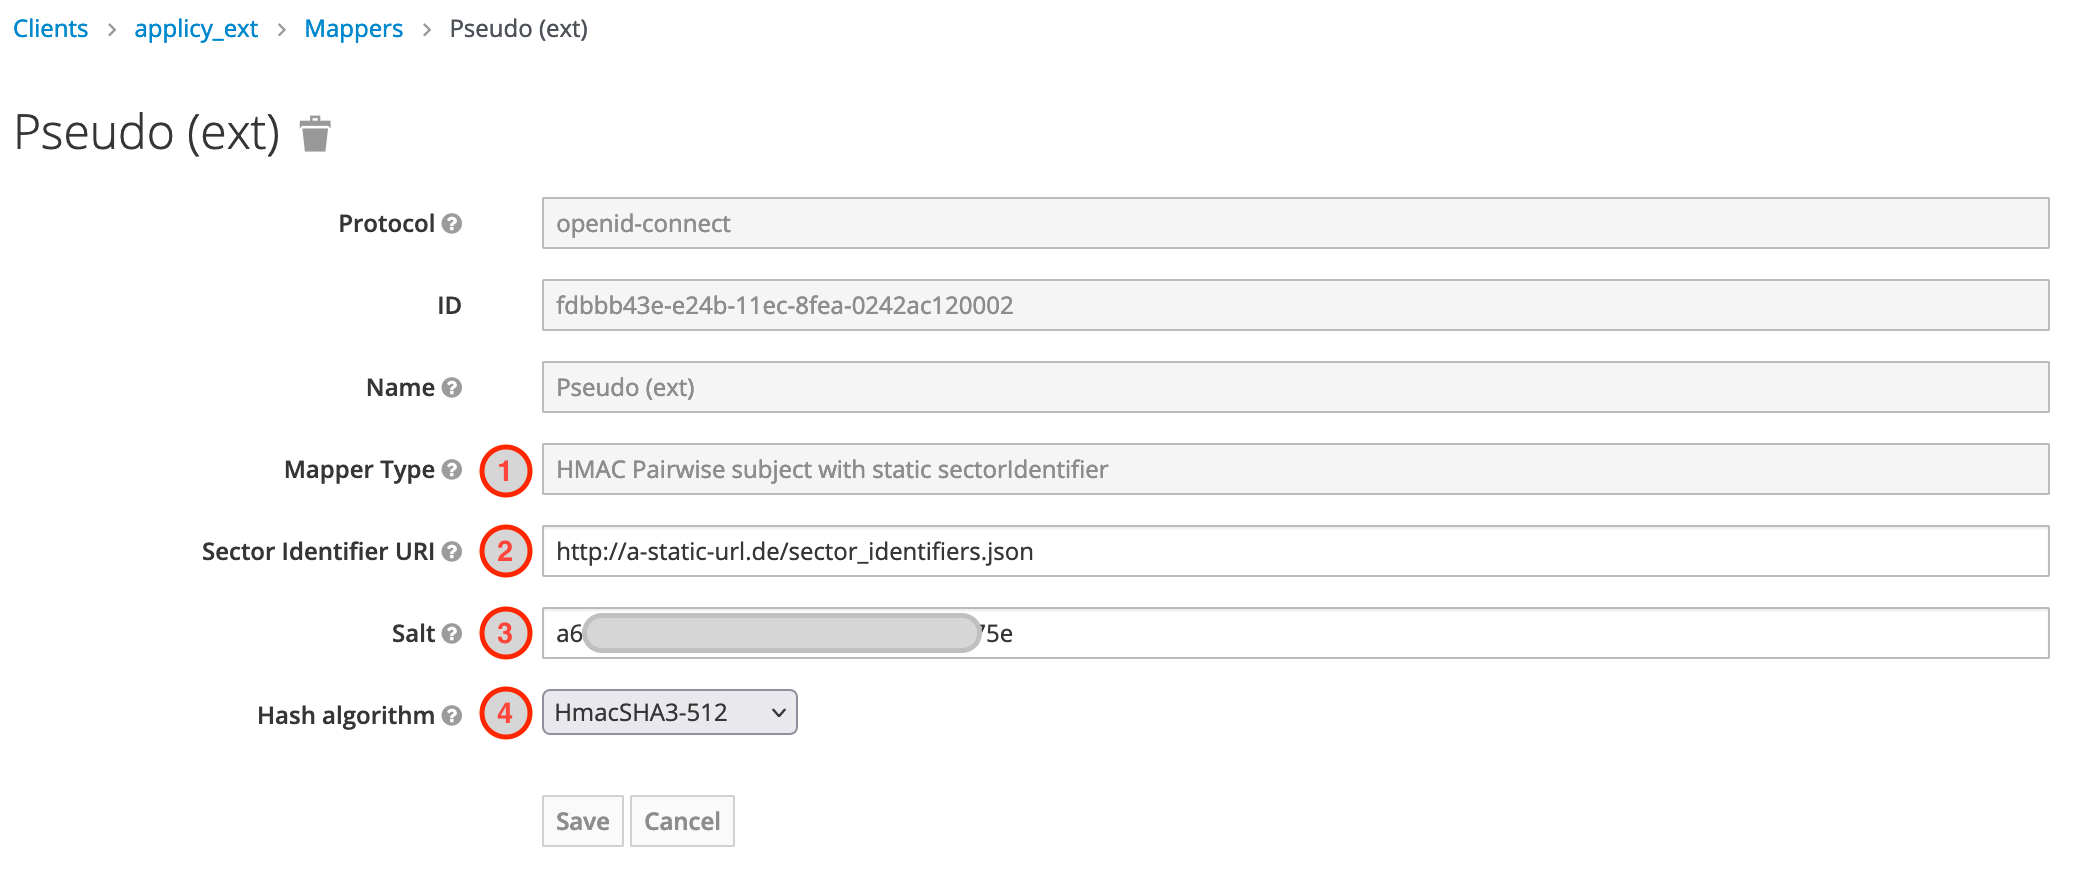 Clients > applicy_ext > Mappers > Pseudo (ext)
Pseudo (ext)
Protocol openid-connect
ID fdbbb43e-e24b-11ec-8fea-0242ac120002
Name Pseudo (ext)
Mapper Type 1 HMAC Pairwise subject with static sectorIdentifier
Sector Identifier URI 2 http://a-static-url.de/sector_identifiers.json
Salt 3 a6 75e
Hash algorithm 4 HmacSHA3-512
Save Cancel